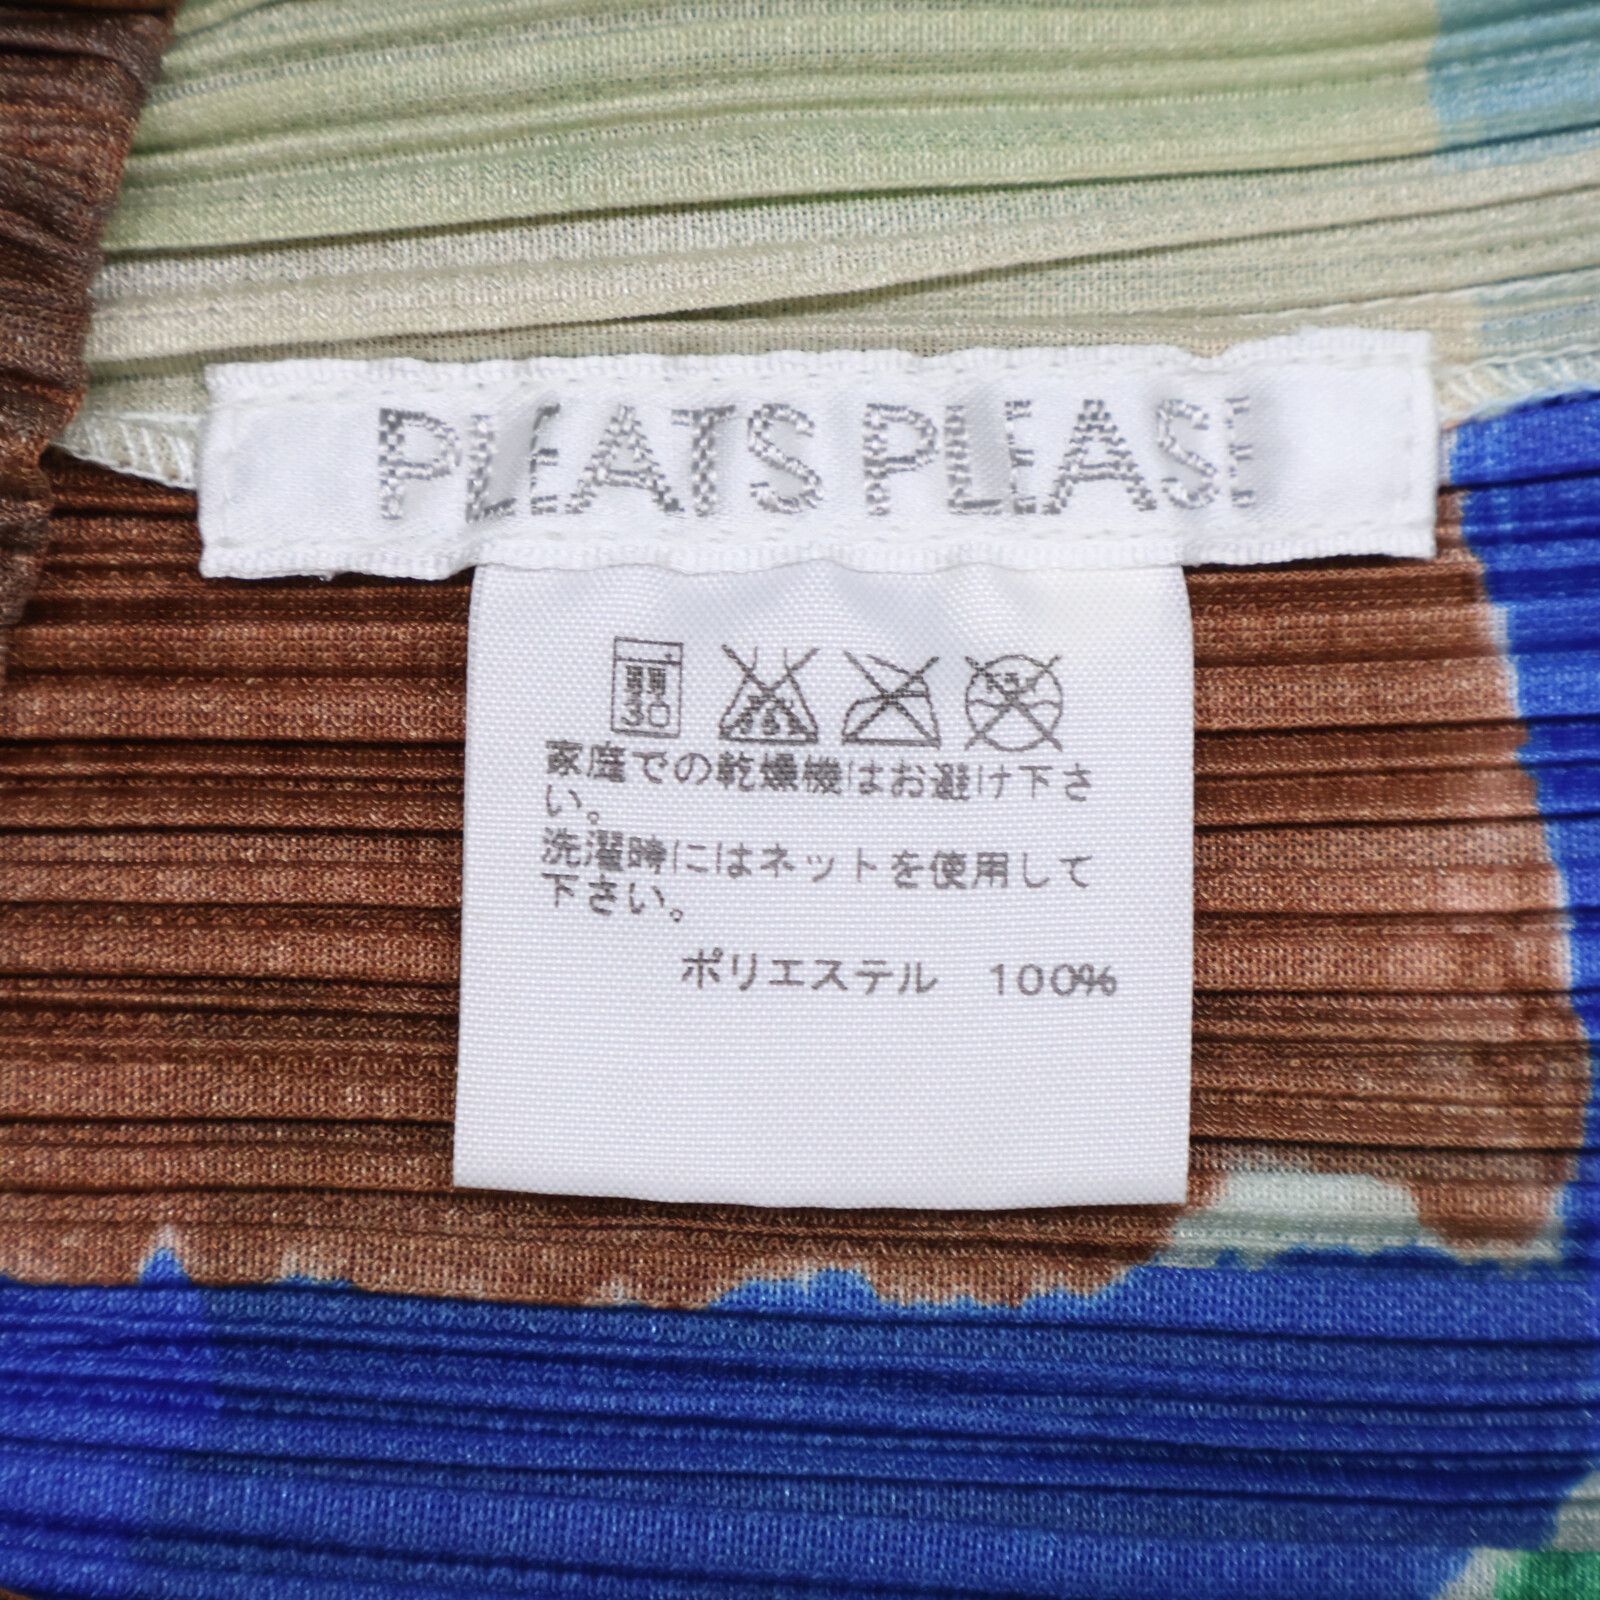 PLEATS PLEASE
弱
30
家庭での乾燥機はお避け下さ
い。
洗濯時にはネットを使用して
下さい。
ポリエステル 100%